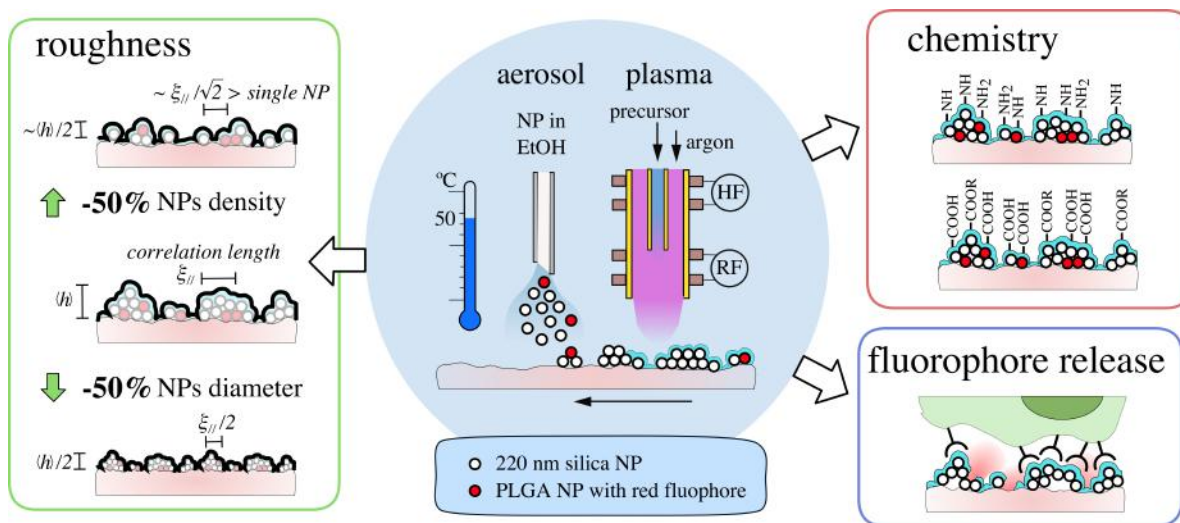 roughness
~ ξ// /√2 > single NP
~⟨h⟩/2
-50% NPs density
correlation length
ξ//
⟨h⟩
-50% NPs diameter
ξ///2
⟨h⟩/2
aerosol
plasma
NP in
EtOH
precursor
argon
ºC
50
HF
RF
220 nm silica NP
PLGA NP with red fluophore
chemistry
NH
NH
NH2
NH2
NH
NH
NH
NH2
NH
COOH
COOR
COOH
COOH
COOH
COOR
COOH
COOH
COOR
fluorophore release